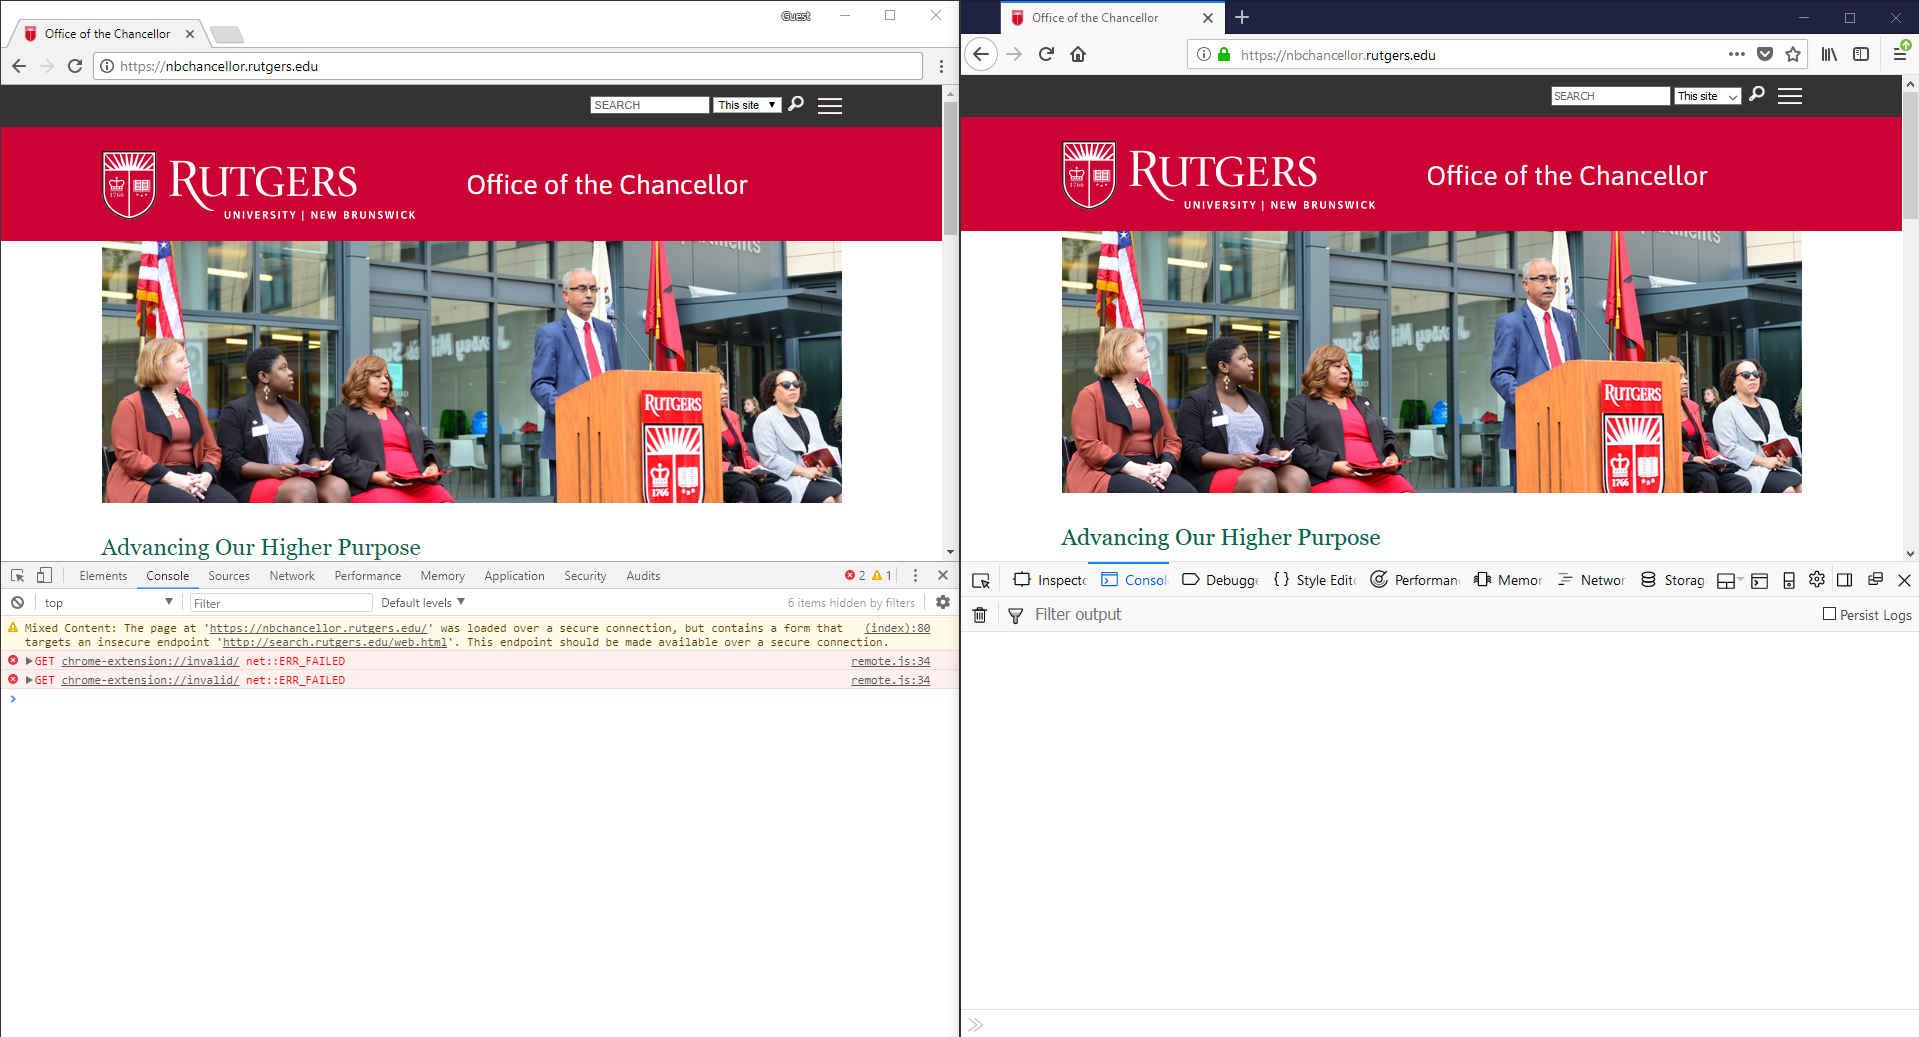 Guest
Office of the Chancellor
https://nbchancellor.rutgers.edu
SEARCH
This site
RUTGERS
UNIVERSITY | NEW BRUNSWICK
1766
Office of the Chancellor
RUTGERS
1766
Advancing Our Higher Purpose
Elements Console Sources Network Performance Memory Application Security Audits 2 1
top Filter Default levels 6 items hidden by filters
Mixed Content: The page at 'https://nbchancellor.rutgers.edu/' was loaded over a secure connection, but contains a form that (index):80
targets an insecure endpoint 'http://search.rutgers.edu/web.html'. This endpoint should be made available over a secure connection.
GET chrome-extension://invalid/ net::ERR_FAILED remote.js:34
GET chrome-extension://invalid/ net::ERR_FAILED remote.js:34
Office of the Chancellor
https://nbchancellor.rutgers.edu
SEARCH
This site
RUTGERS
UNIVERSITY | NEW BRUNSWICK
1766
Office of the Chancellor
RUTGERS
1766
Advancing Our Higher Purpose
Inspecto Consol Debugge Style Edit Performan Memor Networ Storag
Filter output Persist Logs